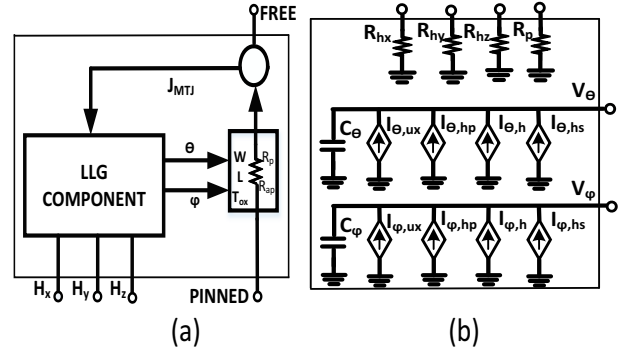 FREE
J_MTJ
LLG
COMPONENT
θ
φ
W
L
T_ox
R_p
R_ap
H_x
H_y
H_z
PINNED
(a)
R_hx
R_hy
R_hz
R_p
V_Θ
C_Θ
I_Θ,ux
I_Θ,hp
I_Θ,h
I_Θ,hs
V_φ
C_φ
I_φ,ux
I_φ,hp
I_φ,h
I_φ,hs
(b)